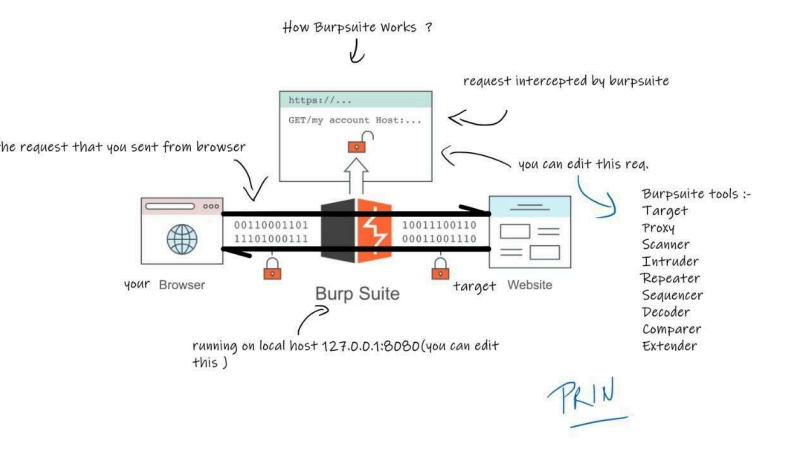 How Burpsuite Works ?
request intercepted by burpsuite
https://...
GET/my account Host:...
the request that you sent from browser
you can edit this req.
00110001101
11101000111
10011100110
00011001110
your Browser
Burp Suite
target Website
running on local host 127.0.0.1:8080(you can edit
this )
Burpsuite tools :-
Target
Proxy
Scanner
Intruder
Repeater
Sequencer
Decoder
Comparer
Extender
PRIN